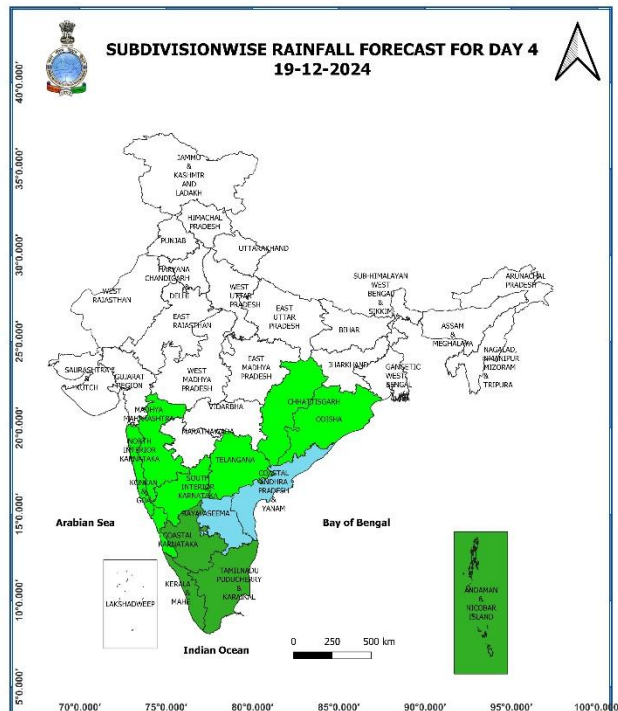 SUBDIVISIONWISE RAINFALL FORECAST FOR DAY 4
19-12-2024
40°0.000'
35°0.000'
30°0.000'
25°0.000'
20°0.000'
15°0.000'
10°0.000'
5°0.000'
JAMMU
&
KASHMIR
AND
LADAKH
HIMACHAL
PRADESH
PUNJAB
UTTARAKHAND
HARYANA
CHANDIGARH
&
DELHI
WEST
RAJASTHAN
WEST
UTTAR
PRADESH
EAST
RAJASTHAN
EAST
UTTAR
PRADESH
SUB-HIMALAYAN
WEST
BENGAL
&
SIKKIM
ARUNACHAL
PRADESH
BIHAR
ASSAM
&
MEGHALAYA
NAGALAD,
MANIPUR
MIZORAM
&
TRIPURA
SAURASHTRA
&
KUTCH
GUJARAT
REGION
WEST
MADHYA
PRADESH
EAST
MADHYA
PRADESH
JHARKHAND
GANGETIC
WEST
BENGAL
CHHATTISGARH
ODISHA
VIDARBHA
MADHYA
MAHARASHTRA
MARATHAWADA
NORTH
INTERIOR
KARNATAKA
TELANGANA
KONKAN
&
GOA
SOUTH
INTERIOR
KARNATAKA
COASTAL
ANDHRA
PRADESH
&
YANAM
RAYALASEEMA
COASTAL
KARNATAKA
TAMILNADU
PUDUCHERRY
&
KARAIKAL
KERALA
&
MAHE
LAKSHADWEEP
ANDAMAN
&
NICOBAR
ISLAND
Arabian Sea
Bay of Bengal
Indian Ocean
0 250 500 km
70°0.000' 75°0.000' 80°0.000' 85°0.000' 90°0.000' 95°0.000' 100°0.000'